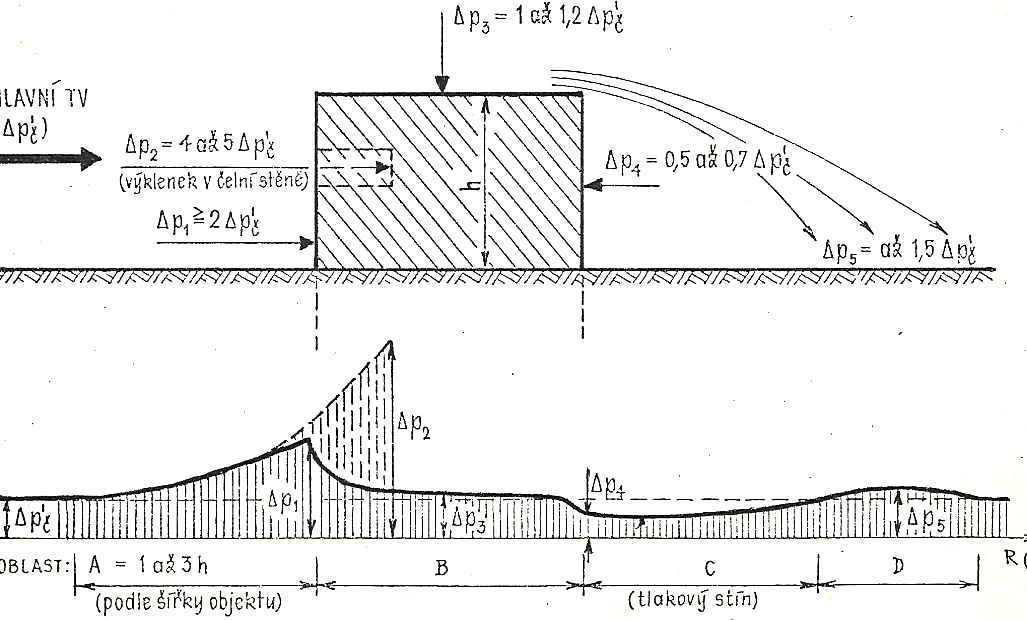 Δp₃ = 1 až 1,2 Δp'č
HLAVNÍ TV
Δp'č)
Δp₂ = 4 až 5 Δp'č
(výklenek v čelní stěně)
h
Δp₄ = 0,5 až 0,7 Δp'č
Δp₁ ≧ 2 Δp'č
Δp₅ = až 1,5 Δp'č
Δp₂
Δp₄
Δp₁
Δp'č
Δp₃
Δp₅
OBLAST: A = 1 až 3 h
B
C
D
R (
(podle šířky objektu)
(tlakový stín)